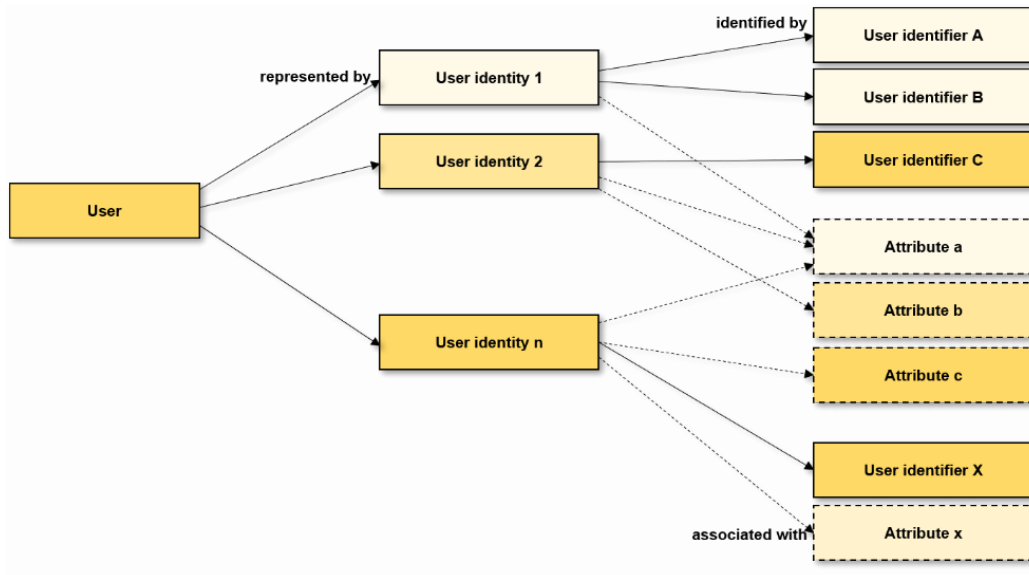 identified by
User identifier A
represented by
User identity 1
User identifier B
User identity 2
User identifier C
User
Attribute a
Attribute b
User identity n
Attribute c
User identifier X
associated with
Attribute x